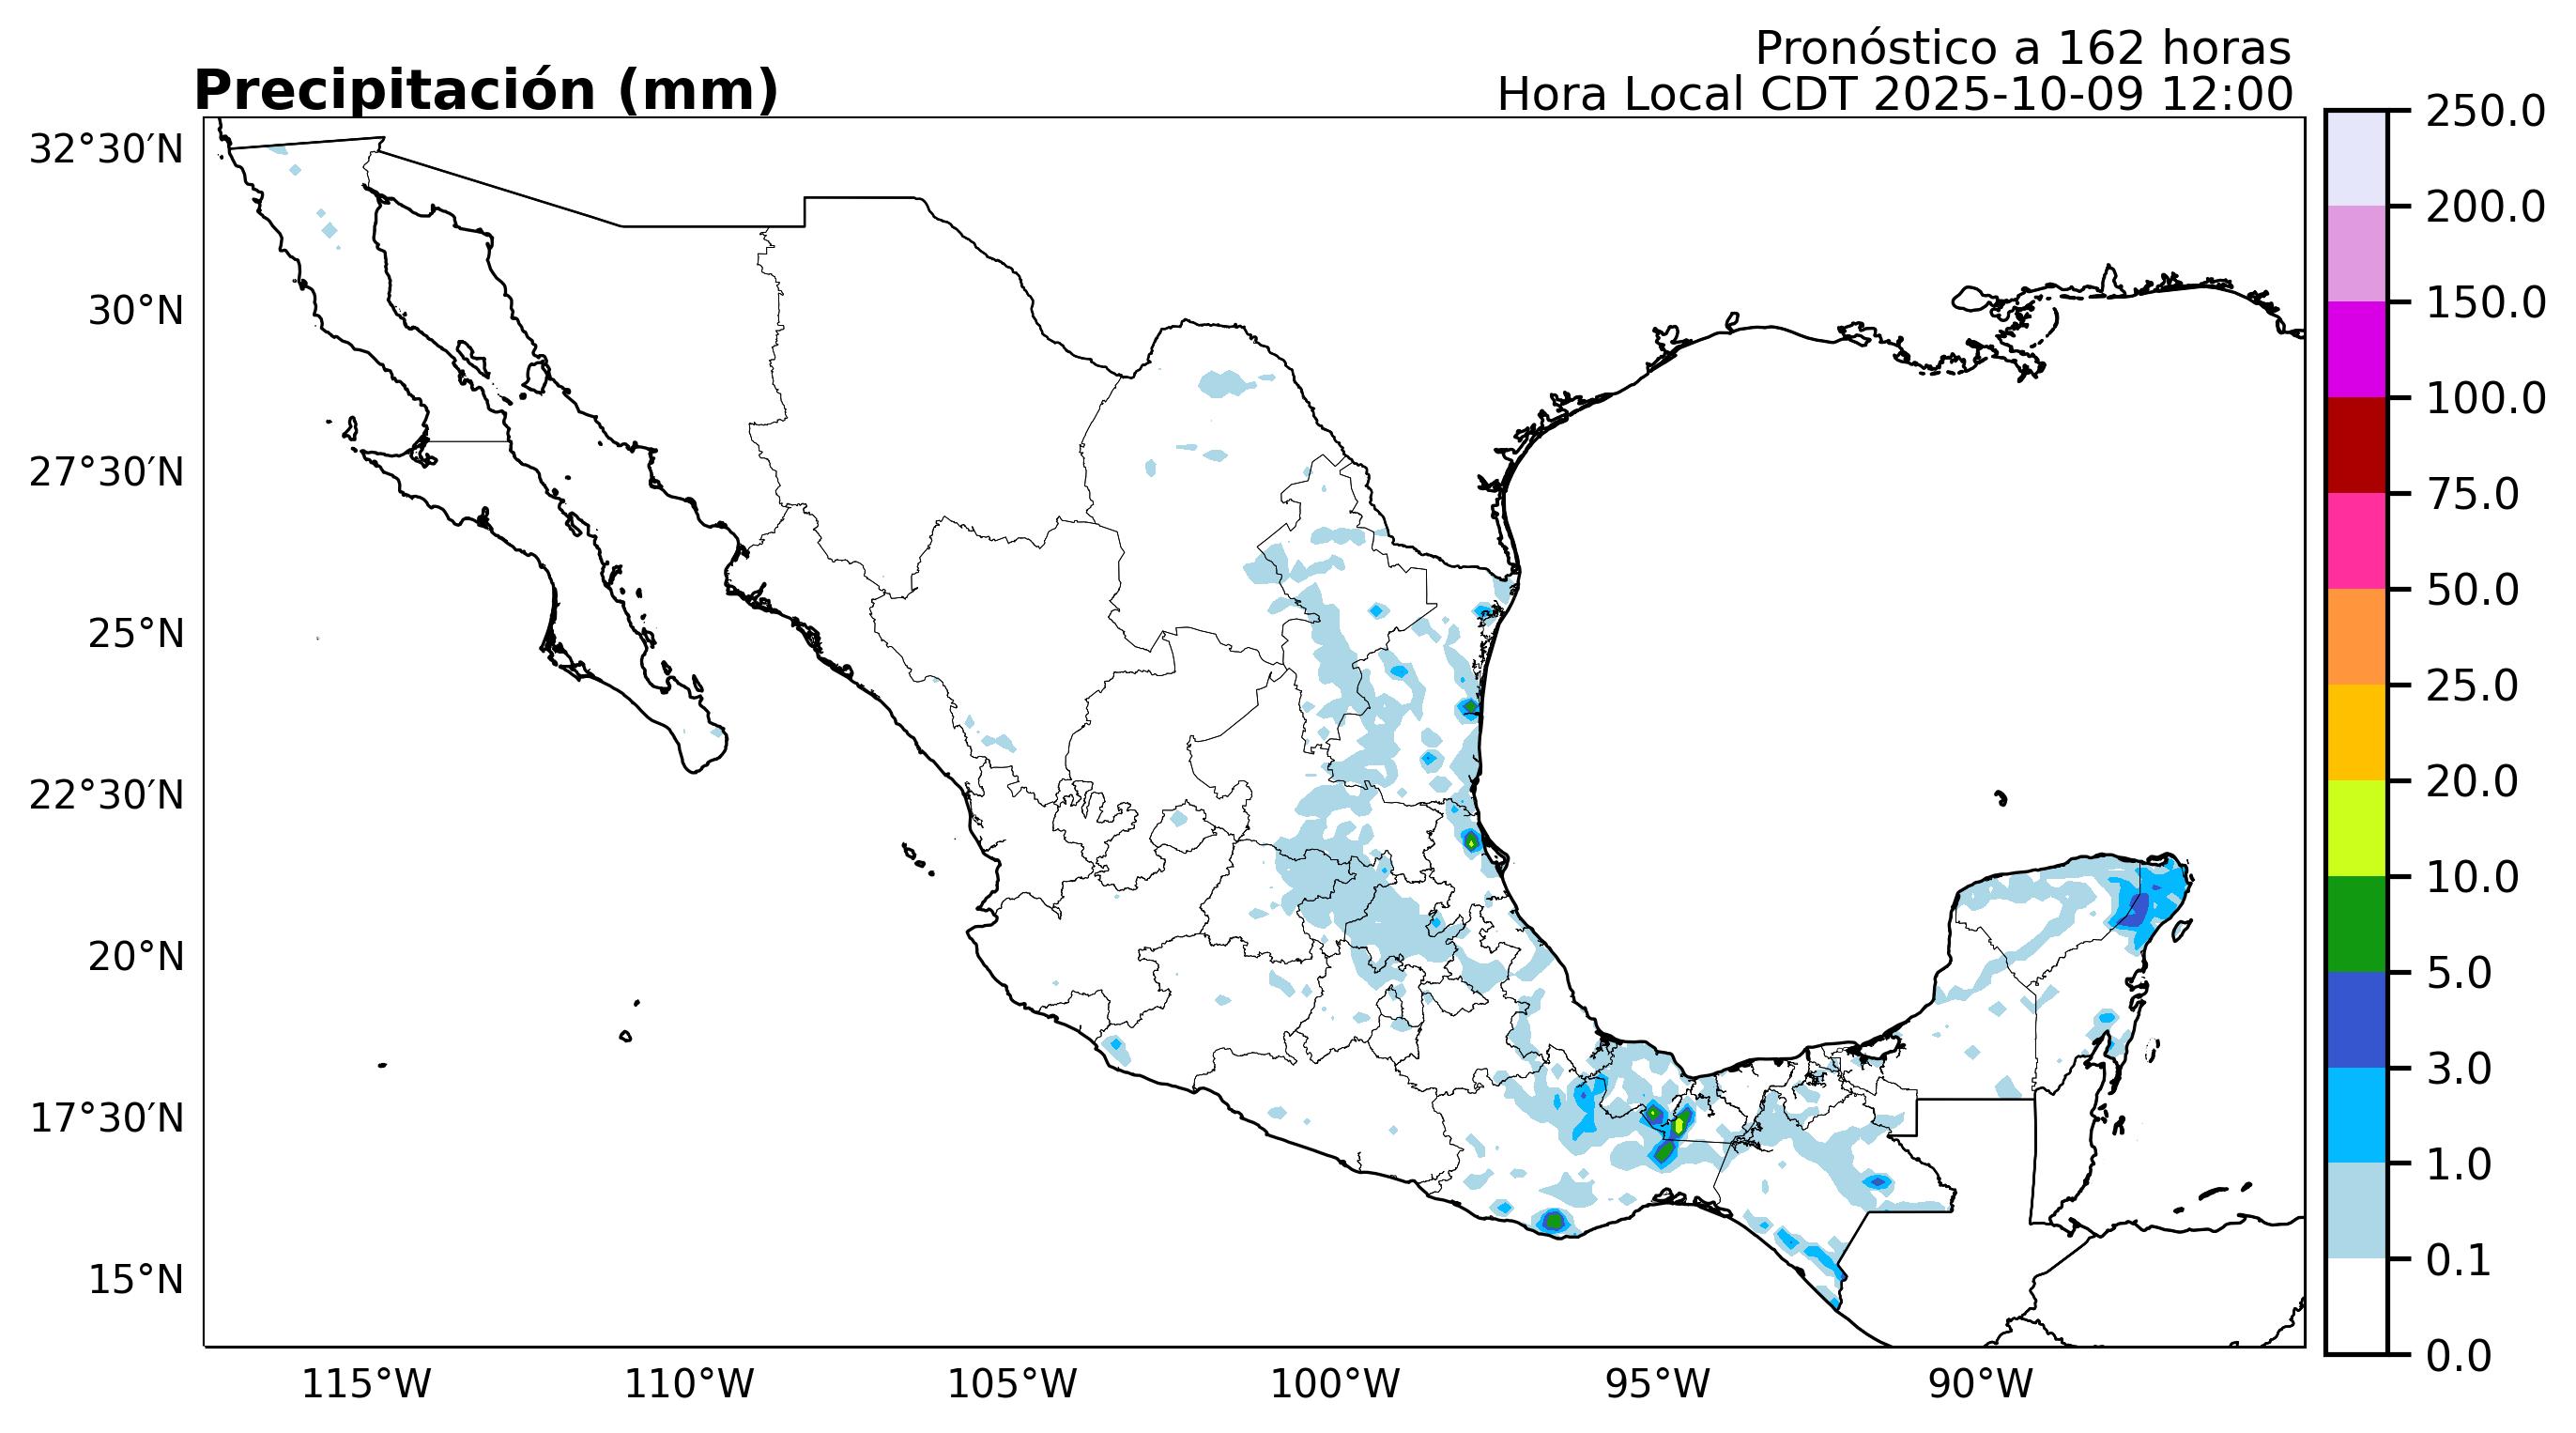 Pronóstico a 162 horas
Precipitación (mm)
Hora Local CDT 2025-10-09 12:00
32°30′N
30°N
27°30′N
25°N
22°30′N
20°N
17°30′N
15°N
115°W
110°W
105°W
100°W
95°W
90°W
250.0
200.0
150.0
100.0
75.0
50.0
25.0
20.0
10.0
5.0
3.0
1.0
0.1
0.0